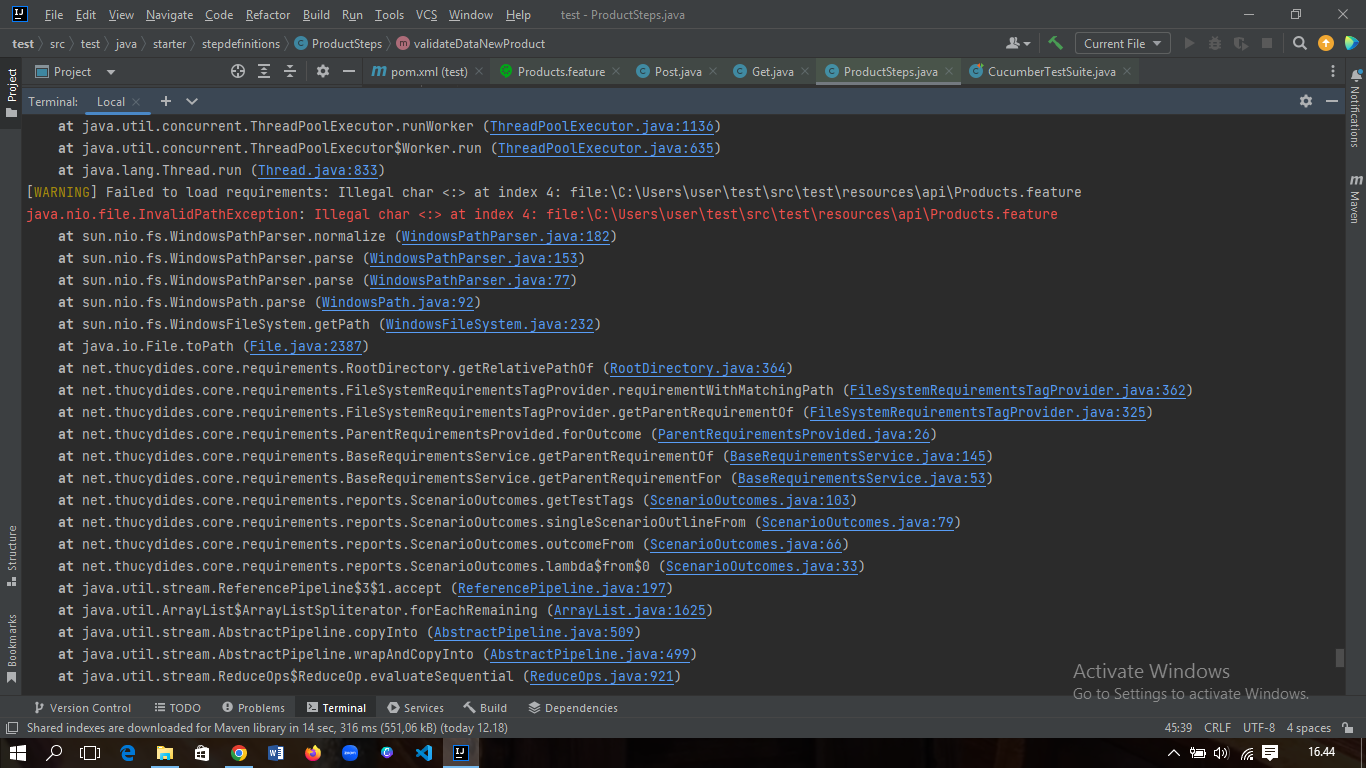 File Edit View Navigate Code Refactor Build Run Tools VCS Window Help test - ProductSteps.java
test src test java starter stepdefinitions ProductSteps validateDataNewProduct Current File
Project pom.xml (test) Products.feature Post.java Get.java ProductSteps.java CucumberTestSuite.java
Terminal: Local
at java.util.concurrent.ThreadPoolExecutor.runWorker (ThreadPoolExecutor.java:1136)
at java.util.concurrent.ThreadPoolExecutor$Worker.run (ThreadPoolExecutor.java:635)
at java.lang.Thread.run (Thread.java:833)
[WARNING] Failed to load requirements: Illegal char <:> at index 4: file:\C:\Users\user\test\src\test\resources\api\Products.feature
java.nio.file.InvalidPathException: Illegal char <:> at index 4: file:\C:\Users\user\test\src\test\resources\api\Products.feature
at sun.nio.fs.WindowsPathParser.normalize (WindowsPathParser.java:182)
at sun.nio.fs.WindowsPathParser.parse (WindowsPathParser.java:153)
at sun.nio.fs.WindowsPathParser.parse (WindowsPathParser.java:77)
at sun.nio.fs.WindowsPath.parse (WindowsPath.java:92)
at sun.nio.fs.WindowsFileSystem.getPath (WindowsFileSystem.java:232)
at java.io.File.toPath (File.java:2387)
at net.thucydides.core.requirements.RootDirectory.getRelativePathOf (RootDirectory.java:364)
at net.thucydides.core.requirements.FileSystemRequirementsTagProvider.requirementWithMatchingPath (FileSystemRequirementsTagProvider.java:362)
at net.thucydides.core.requirements.FileSystemRequirementsTagProvider.getParentRequirementOf (FileSystemRequirementsTagProvider.java:325)
at net.thucydides.core.requirements.ParentRequirementsProvided.forOutcome (ParentRequirementsProvided.java:26)
at net.thucydides.core.requirements.BaseRequirementsService.getParentRequirementOf (BaseRequirementsService.java:145)
at net.thucydides.core.requirements.BaseRequirementsService.getParentRequirementFor (BaseRequirementsService.java:53)
at net.thucydides.core.requirements.reports.ScenarioOutcomes.getTestTags (ScenarioOutcomes.java:103)
at net.thucydides.core.requirements.reports.ScenarioOutcomes.singleScenarioOutlineFrom (ScenarioOutcomes.java:79)
at net.thucydides.core.requirements.reports.ScenarioOutcomes.outcomeFrom (ScenarioOutcomes.java:66)
at net.thucydides.core.requirements.reports.ScenarioOutcomes.lambda$from$0 (ScenarioOutcomes.java:33)
at java.util.stream.ReferencePipeline$3$1.accept (ReferencePipeline.java:197)
at java.util.ArrayList$ArrayListSpliterator.forEachRemaining (ArrayList.java:1625)
at java.util.stream.AbstractPipeline.copyInto (AbstractPipeline.java:509)
at java.util.stream.AbstractPipeline.wrapAndCopyInto (AbstractPipeline.java:499)
at java.util.stream.ReduceOps$ReduceOp.evaluateSequential (ReduceOps.java:921)
Project
Structure
Bookmarks
Notifications
Maven
Activate Windows
Go to Settings to activate Windows.
Version Control TODO Problems Terminal Services Build Dependencies
Shared indexes are downloaded for Maven library in 14 sec, 316 ms (551,06 kB) (today 12.18) 45:39 CRLF UTF-8 4 spaces
16.44